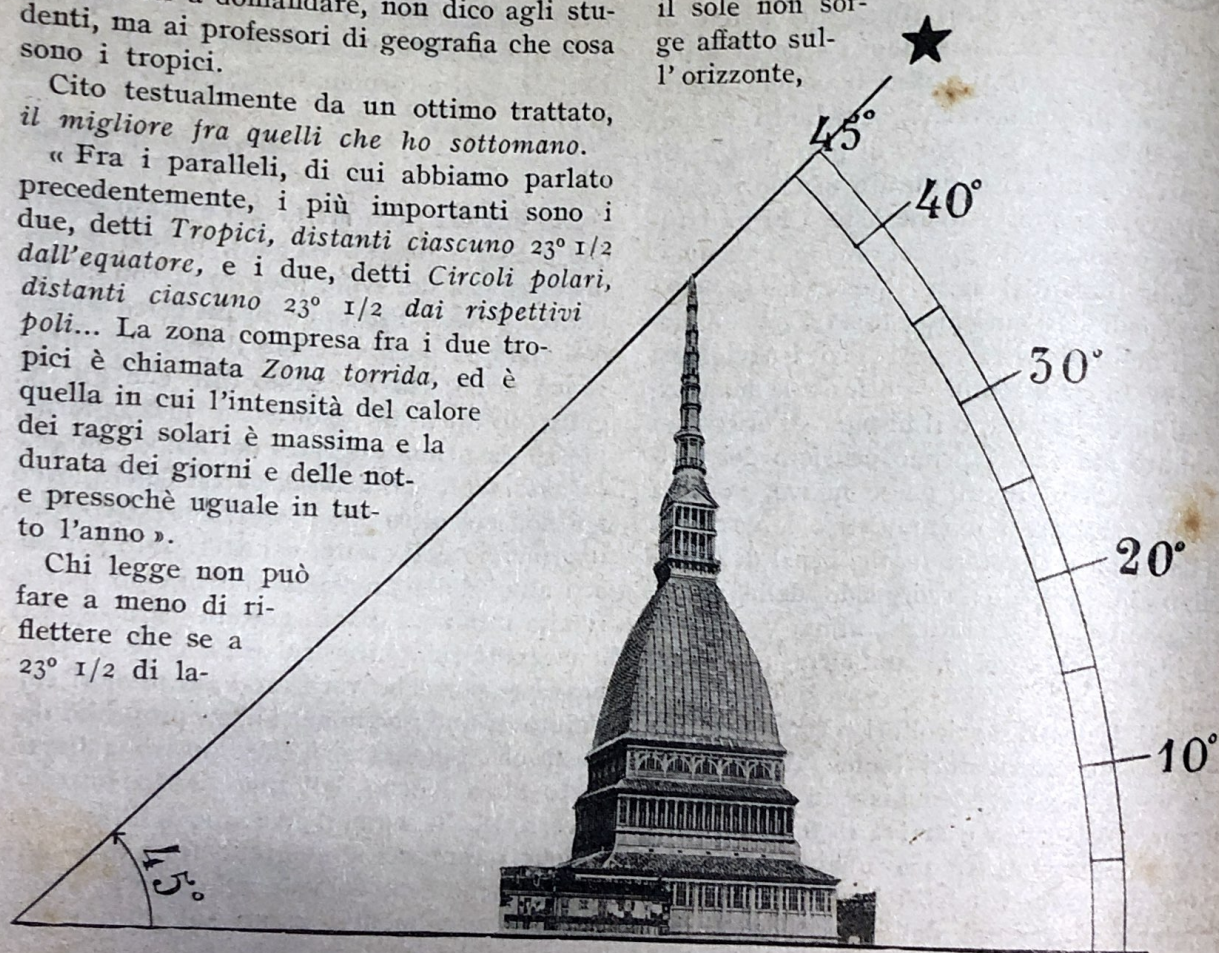 domandare, non dico agli stu-
denti, ma ai professori di geografia che cosa
sono i tropici.
Cito testualmente da un ottimo trattato,
il migliore fra quelli che ho sottomano.
« Fra i paralleli, di cui abbiamo parlato
precedentemente, i più importanti sono i
due, detti Tropici, distanti ciascuno 23° 1/2
dall'equatore, e i due, detti Circoli polari,
distanti ciascuno 23° 1/2 dai rispettivi
poli... La zona compresa fra i due tro-
pici è chiamata Zona torrida, ed è
quella in cui l'intensità del calore
dei raggi solari è massima e la
durata dei giorni e delle not-
e pressochè uguale in tut-
to l'anno ».
Chi legge non può
fare a meno di ri-
flettere che se a
23° 1/2 di la-
il sole non sor-
ge affatto sul-
l' orizzonte,
45°
40°
30°
20°
10°
45°